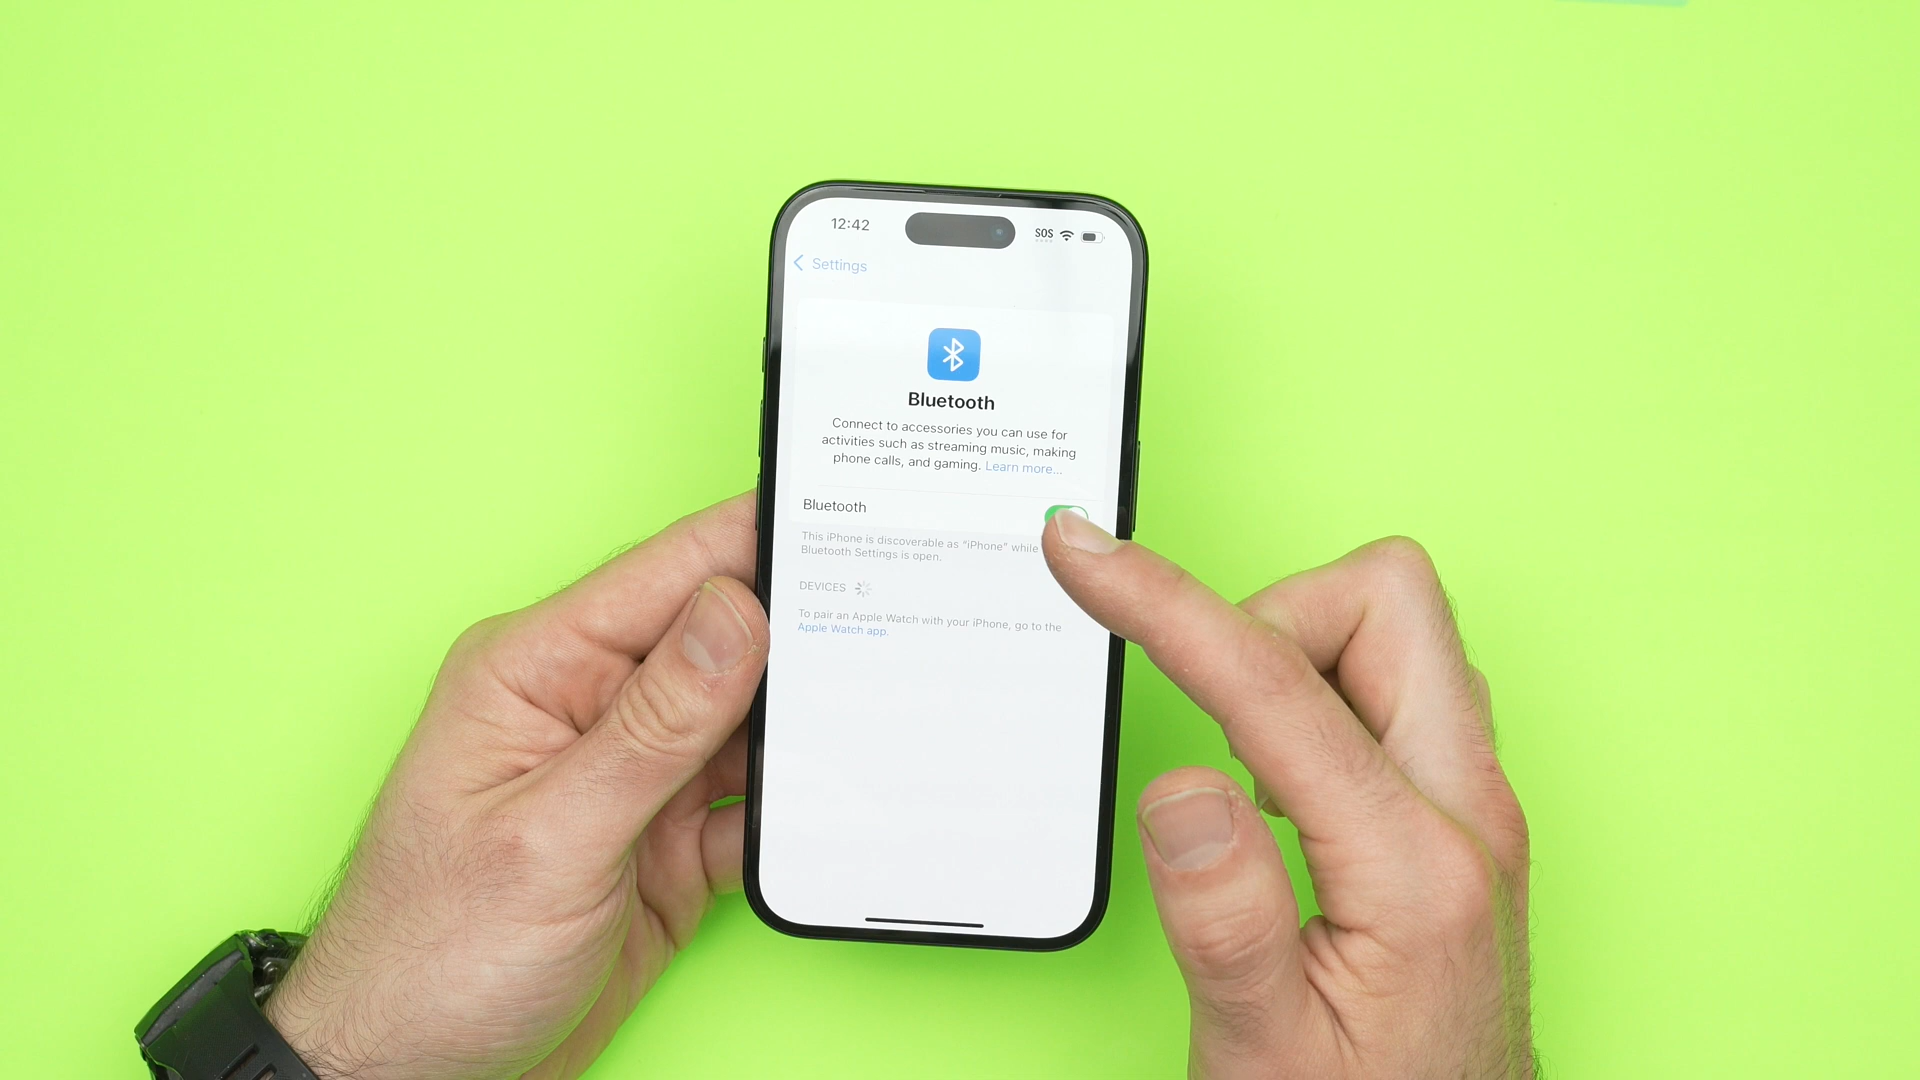 12:42
SOS
Settings
Bluetooth
Connect to accessories you can use for
activities such as streaming music, making
phone calls, and gaming. Learn more...
Bluetooth
This iPhone is discoverable as “iPhone” while
Bluetooth Settings is open.
DEVICES
To pair an Apple Watch with your iPhone, go to the
Apple Watch app.